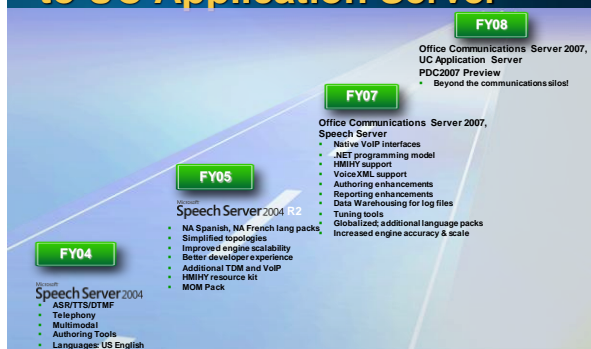 to UC Application Server
FY08
Office Communications Server 2007,
UC Application Server
PDC2007 Preview
Beyond the communications silos!
FY07
Office Communications Server 2007,
Speech Server
Native VoIP interfaces
.NET programming model
HMIHY support
VoiceXML support
Authoring enhancements
Reporting enhancements
Data Warehousing for log files
Tuning tools
Globalized; additional language packs
Increased engine accuracy & scale
FY05
Microsoft
Speech Server 2004 R2
NA Spanish, NA French lang packs
Simplified topologies
Improved engine scalability
Better developer experience
Additional TDM and VoIP
HMIHY resource kit
MOM Pack
FY04
Microsoft
Speech Server 2004
ASR/TTS/DTMF
Telephony
Multimodal
Authoring Tools
Languages: US English